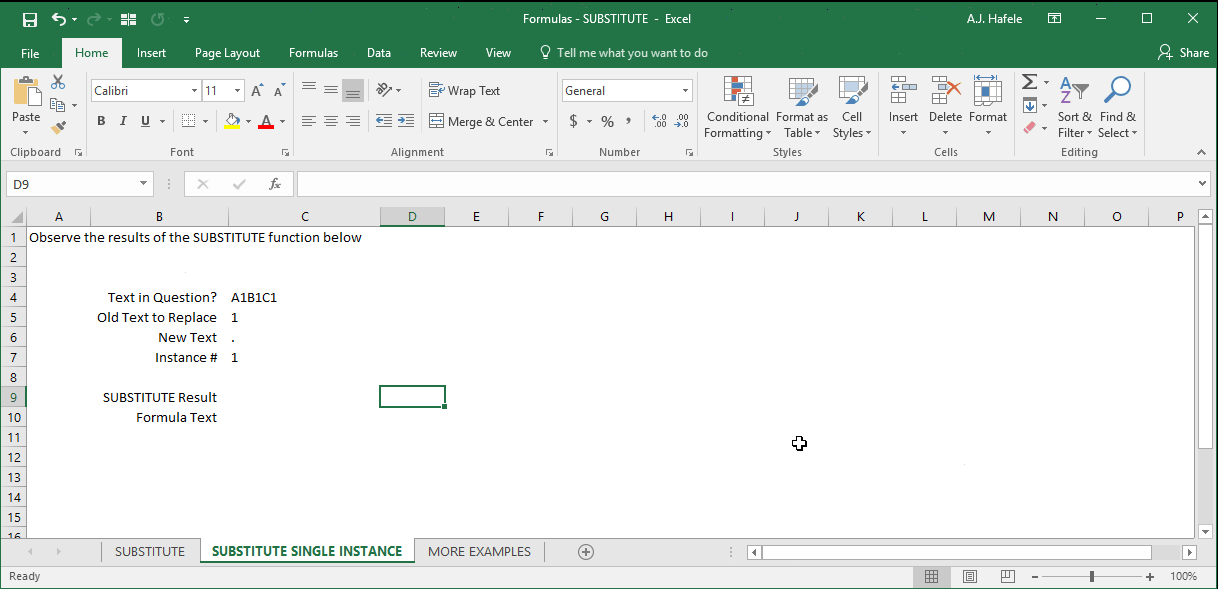 Formulas - SUBSTITUTE - Excel
A.J. Hafele
File Home Insert Page Layout Formulas Data Review View Tell me what you want to do Share
Paste
Calibri 11
B I U A
Wrap Text
Merge & Center
General
$ % ,
Conditional Formatting
Format as Table
Cell Styles
Insert Delete Format
Σ
Sort & Filter
Find & Select
Clipboard Font Alignment Number Styles Cells Editing
D9 fx
A B C D E F G H I J K L M N O P
1 Observe the results of the SUBSTITUTE function below
2
3
4 Text in Question? A1B1C1
5 Old Text to Replace 1
6 New Text .
7 Instance # 1
8
9 SUBSTITUTE Result
10 Formula Text
11
12
13
14
15
16
SUBSTITUTE SUBSTITUTE SINGLE INSTANCE MORE EXAMPLES
Ready 100%